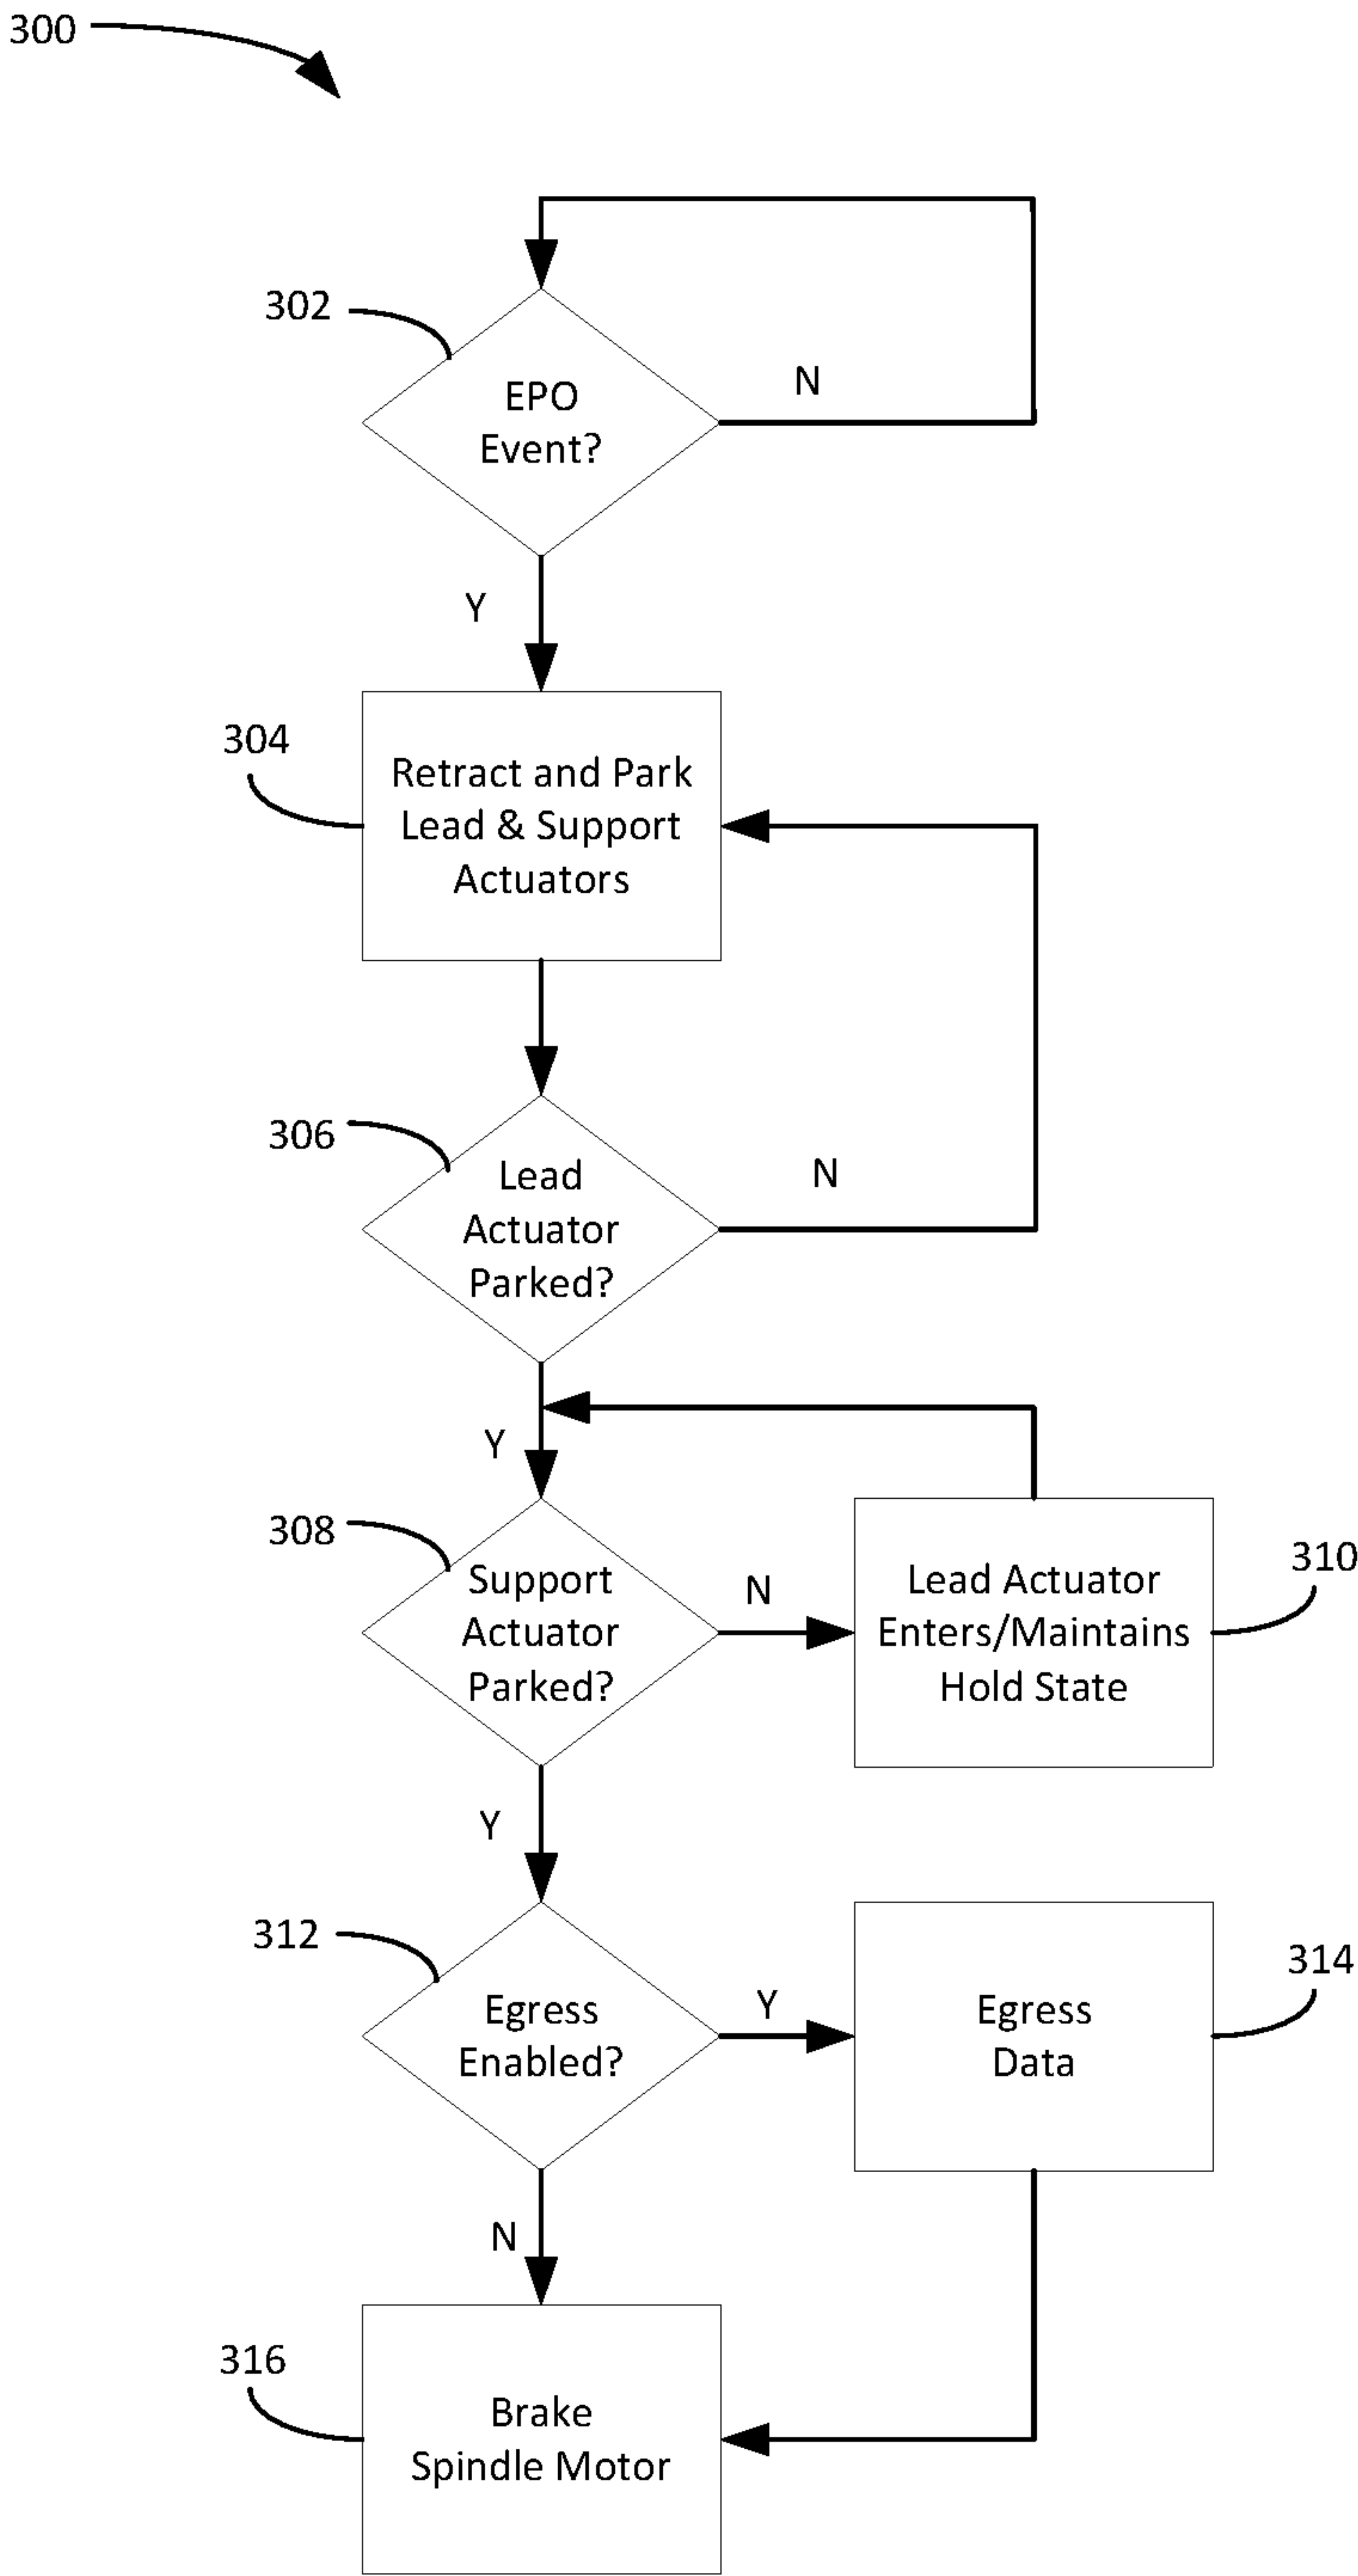 300
302
EPO
Event?
N
Y
304
Retract and Park
Lead & Support
Actuators
306
Lead
Actuator
Parked?
N
Y
308
Support
Actuator
Parked?
N
Lead Actuator
Enters/Maintains
Hold State
310
Y
312
Egress
Enabled?
Y
Egress
Data
314
N
316
Brake
Spindle Motor